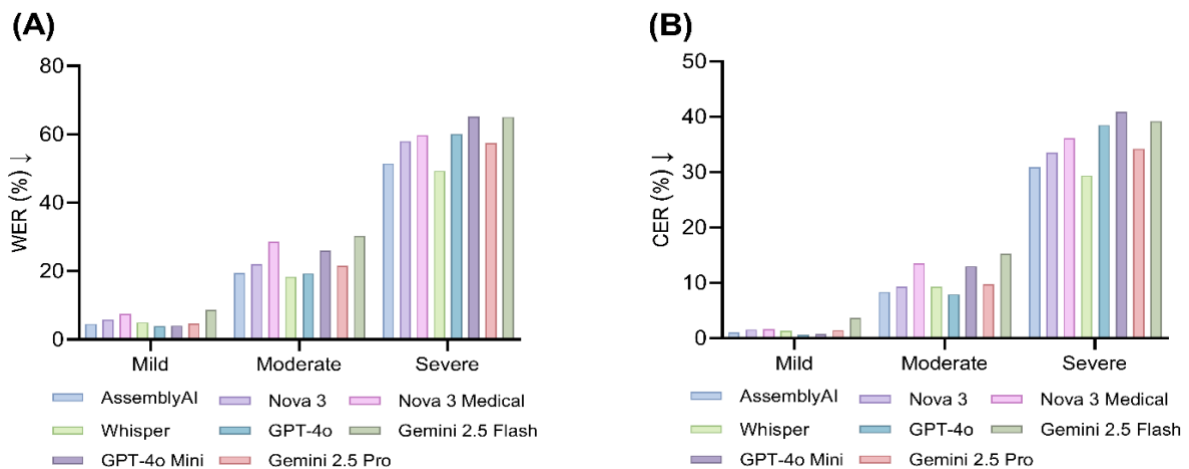 (A)
WER (%) ↓
80
60
40
20
0
Mild Moderate Severe
AssemblyAI Nova 3 Nova 3 Medical
Whisper GPT-4o Gemini 2.5 Flash
GPT-4o Mini Gemini 2.5 Pro
(B)
CER (%) ↓
50
40
30
20
10
0
Mild Moderate Severe
AssemblyAI Nova 3 Nova 3 Medical
Whisper GPT-4o Gemini 2.5 Flash
GPT-4o Mini Gemini 2.5 Pro